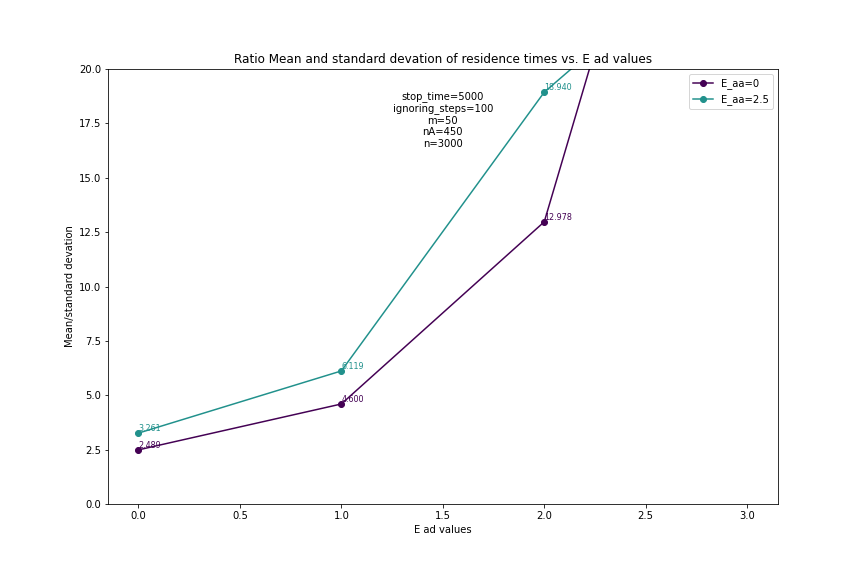 Ratio Mean and standard devation of residence times vs. E ad values
20.0
17.5
15.0
12.5
10.0
7.5
5.0
2.5
0.0
Mean/standard devation
stop_time=5000
ignoring_steps=100
m=50
nA=450
n=3000
E_aa=0
E_aa=2.5
18.940
12.978
6.119
4.600
3.261
2.489
0.0
0.5
1.0
1.5
2.0
2.5
3.0
E ad values